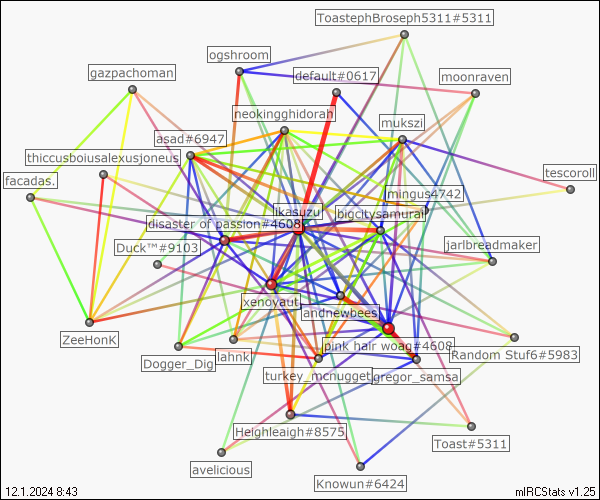 ToastephBroseph5311#5311
ogshroom
gazpachoman
default#0617
moonraven
neokingghidorah
mukszi
asad#6947
thiccusboiusalexusjoneus
tescoroll
facadas.
mingus4742
Ikasuzu
bigcitysamurai
disaster of passion#4608
Duck™#9103
jarlbreadmaker
xenoyaut
andnewbees
ZeeHonk
pink hair woag#4608
Random Stuf6#5983
Dogger_Dig
lahnk
turkey_mcnugget
gregor_samsa
Heighleaigh#8575
Toast#5311
avelicious
Knowun#6424
12.1.2024 8:43
mIRCStats v1.25